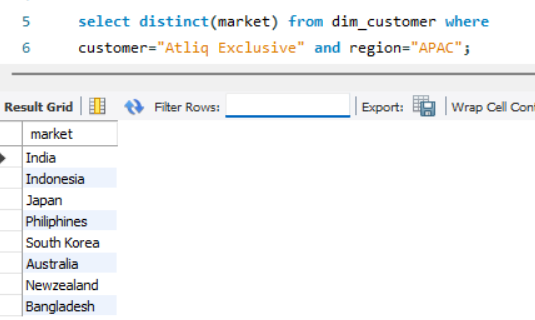 5 select distinct(market) from dim_customer where
6 customer="Atliq Exclusive" and region="APAC";
Result Grid Filter Rows: Export: Wrap Cell Con
market
India
Indonesia
Japan
Philiphines
South Korea
Australia
Newzealand
Bangladesh